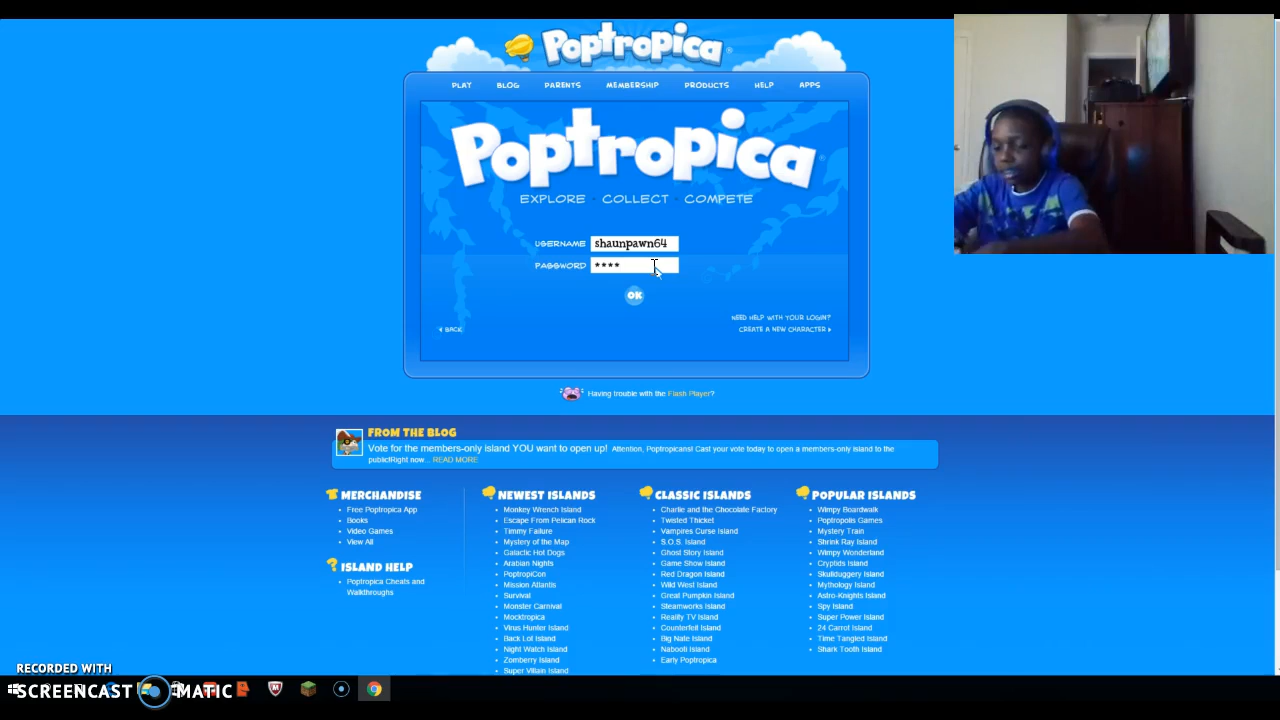 Poptropica
PLAY BLOG PARENTS MEMBERSHIP PRODUCTS HELP APPS
Poptropica
EXPLORE · COLLECT · COMPETE
USERNAME shaunpawn64
PASSWORD ****
OK
NEED HELP WITH YOUR LOGIN?
BACK
CREATE A NEW CHARACTER
Having trouble with the Flash Player?
FROM THE BLOG
Vote for the members-only island YOU want to open up! Attention, Poptropicans! Cast your vote today to open a members-only island to the
public!Right now... READ MORE
MERCHANDISE
Free Poptropica App
Books
Video Games
View All
ISLAND HELP
Poptropica Cheats and
Walkthroughs
NEWEST ISLANDS
Monkey Wrench Island
Escape From Pelican Rock
Timmy Failure
Mystery of the Map
Galactic Hot Dogs
Arabian Nights
PoptropiCon
Mission Atlantis
Survival
Monster Carnival
Mocktropica
Virus Hunter Island
Back Lot Island
Night Watch Island
Zomberry Island
Super Villain Island
CLASSIC ISLANDS
Charlie and the Chocolate Factory
Twisted Thicket
Vampires Curse Island
S.O.S. Island
Ghost Story Island
Game Show Island
Red Dragon Island
Wild West Island
Great Pumpkin Island
Steamworks Island
Reality TV Island
Counterfeit Island
Big Nate Island
Nabooti Island
Early Poptropica
POPULAR ISLANDS
Wimpy Boardwalk
Poptropolis Games
Mystery Train
Shrink Ray Island
Wimpy Wonderland
Cryptids Island
Skullduggery Island
Mythology Island
Astro-Knights Island
Spy Island
Super Power Island
24 Carrot Island
Time Tangled Island
Shark Tooth Island
RECORDED WITH
SCREENCAST MATIC